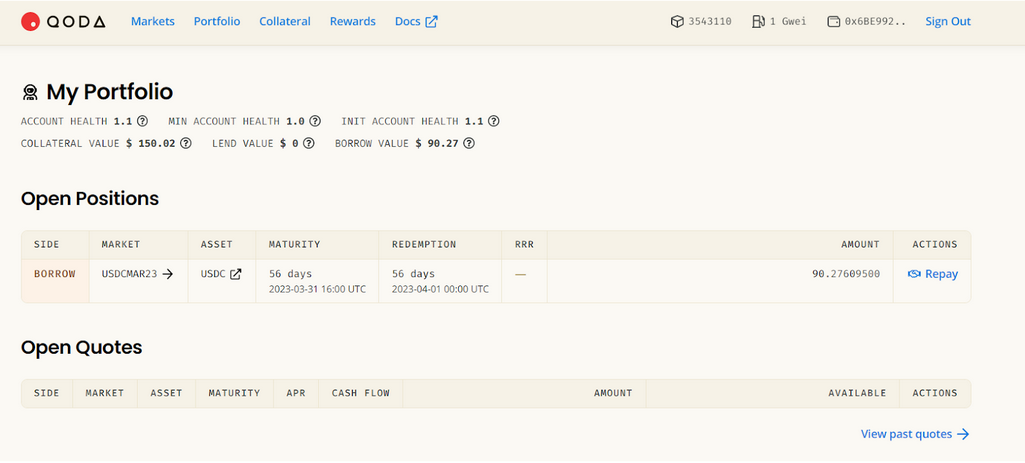 QODA Markets Portfolio Collateral Rewards Docs 3543110 1 Gwei 0x6BE992.. Sign Out
My Portfolio
ACCOUNT HEALTH 1.1 MIN ACCOUNT HEALTH 1.0 INIT ACCOUNT HEALTH 1.1
COLLATERAL VALUE $ 150.02 LEND VALUE $ 0 BORROW VALUE $ 90.27
Open Positions
SIDE MARKET ASSET MATURITY REDEMPTION RRR AMOUNT ACTIONS
BORROW USDCMAR23 USDC 56 days 56 days — 90.27609500 Repay
2023-03-31 16:00 UTC 2023-04-01 00:00 UTC
Open Quotes
SIDE MARKET ASSET MATURITY APR CASH FLOW AMOUNT AVAILABLE ACTIONS
View past quotes